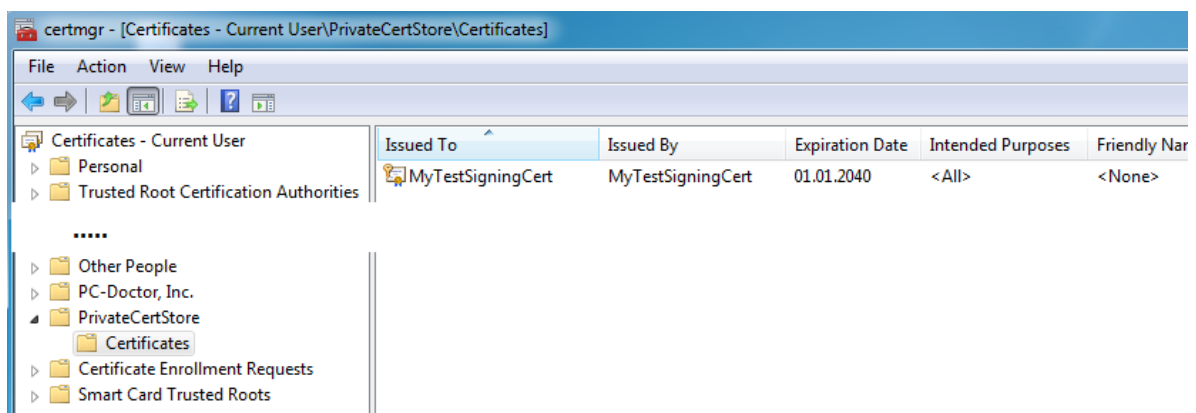 certmgr - [Certificates - Current User\PrivateCertStore\Certificates]
File Action View Help
Certificates - Current User
Personal
Trusted Root Certification Authorities
.....
Other People
PC-Doctor, Inc.
PrivateCertStore
Certificates
Certificate Enrollment Requests
Smart Card Trusted Roots
Issued To Issued By Expiration Date Intended Purposes Friendly Nar
MyTestSigningCert MyTestSigningCert 01.01.2040 <All> <None>